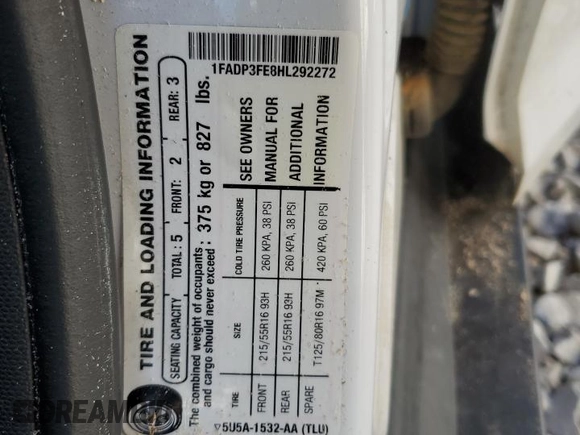 TIRE AND LOADING INFORMATION
SEATING CAPACITY TOTAL: 5 FRONT: 2 REAR: 3
The combined weight of occupants
and cargo should never exceed : 375 kg or 827 lbs.
TIRE SIZE COLD TIRE PRESSURE
FRONT 215/55R16 93H 260 KPA, 38 PSI
REAR 215/55R16 93H 260 KPA, 38 PSI
SPARE T125/80R16 97M 420 KPA, 60 PSI
SEE OWNERS
MANUAL FOR
ADDITIONAL
INFORMATION
5U5A-1532-AA (TLU)
1FADP3FE6HL292272